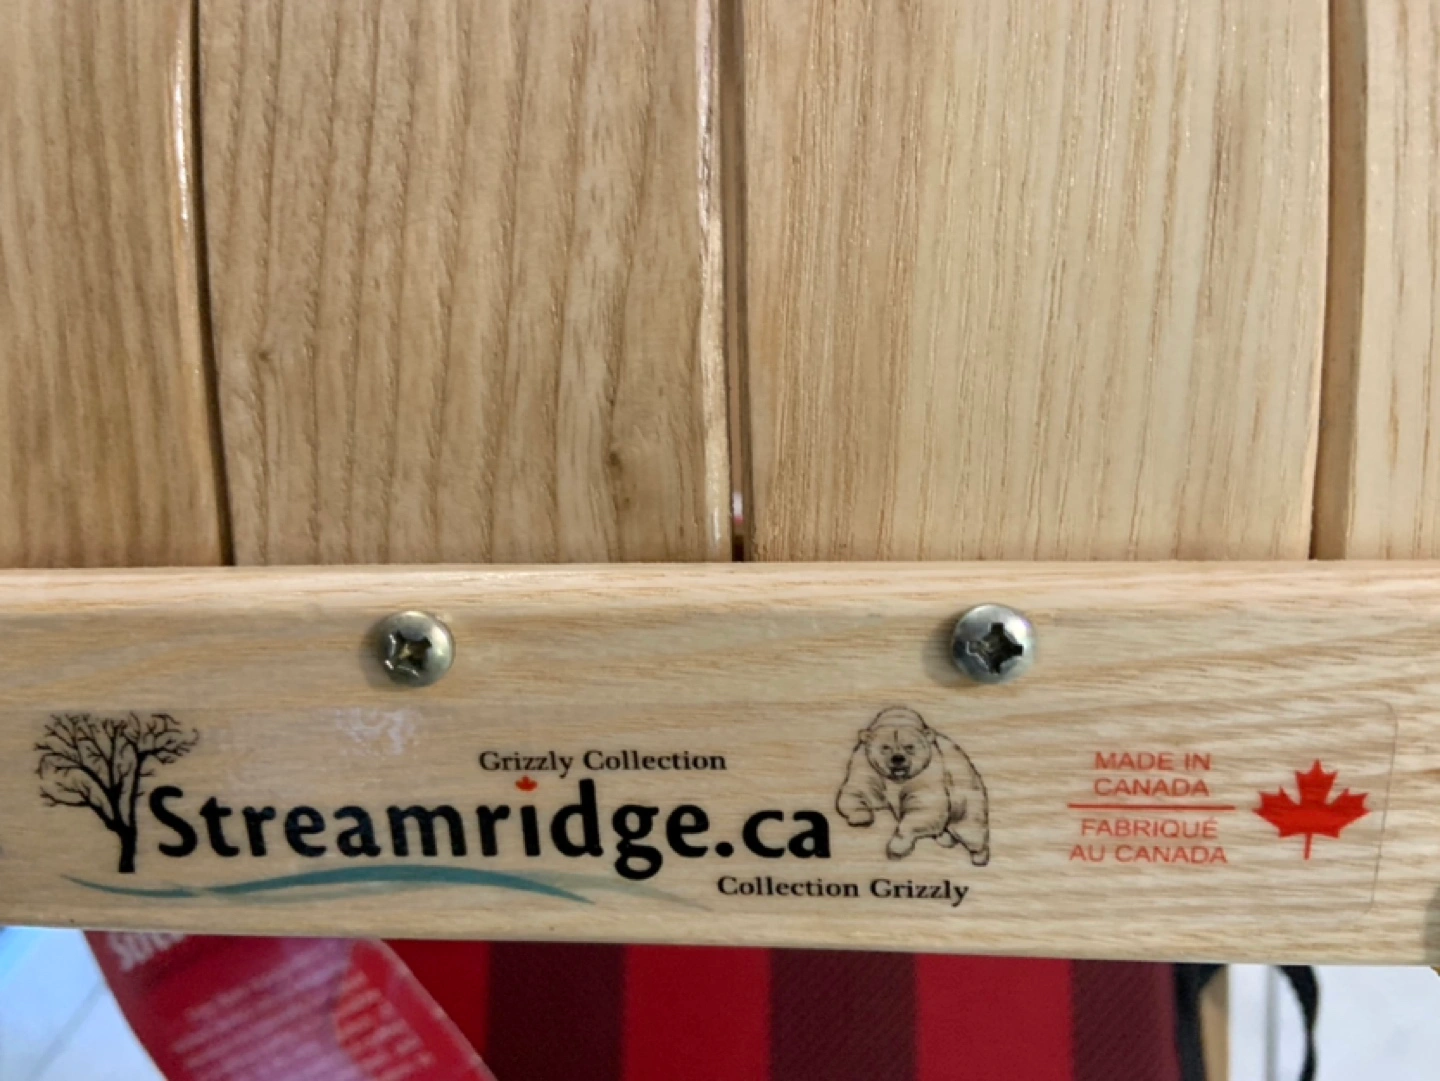 Grizzly Collection
Streamridge.ca
Collection Grizzly
MADE IN
CANADA
FABRIQUÉ
AU CANADA